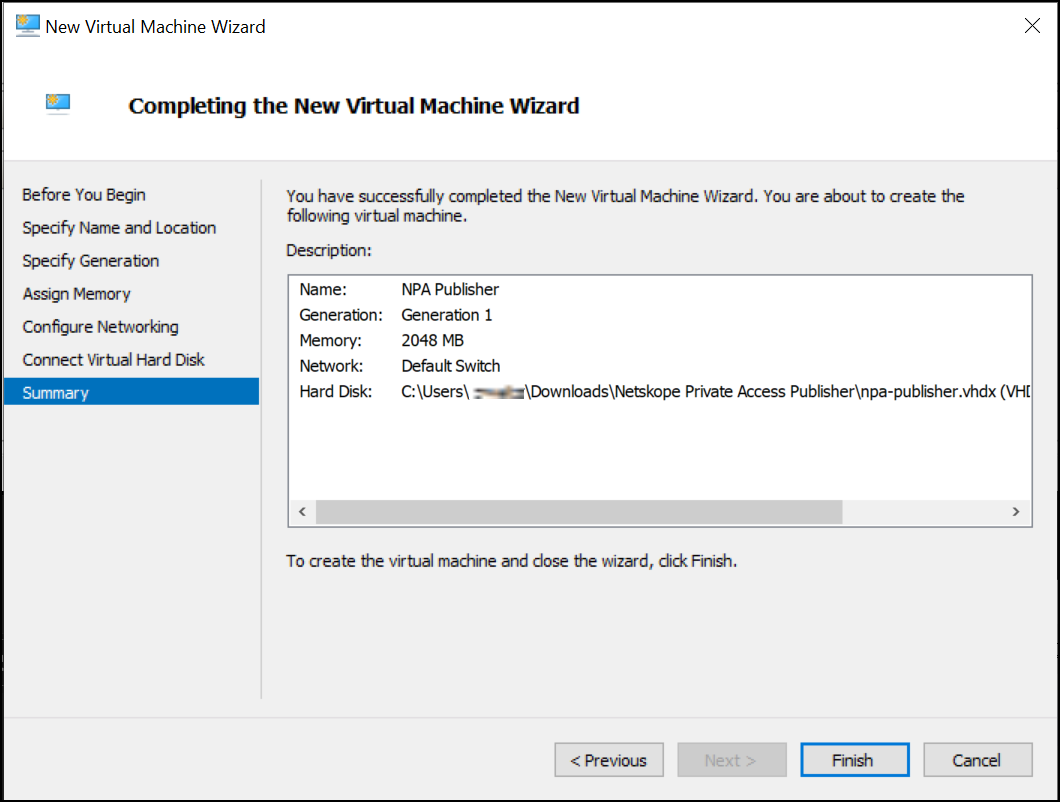 New Virtual Machine Wizard
Completing the New Virtual Machine Wizard
Before You Begin
Specify Name and Location
Specify Generation
Assign Memory
Configure Networking
Connect Virtual Hard Disk
Summary
You have successfully completed the New Virtual Machine Wizard. You are about to create the
following virtual machine.
Description:
Name: NPA Publisher
Generation: Generation 1
Memory: 2048 MB
Network: Default Switch
Hard Disk: C:\Users\ \Downloads\Netskope Private Access Publisher\npa-publisher.vhdx (VHD
To create the virtual machine and close the wizard, click Finish.
< Previous
Next >
Finish
Cancel